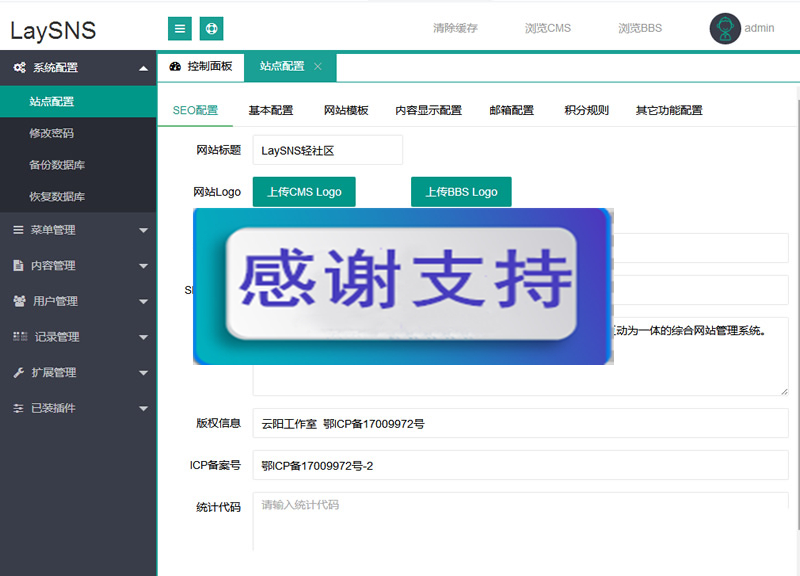 LaySNS
清除缓存 浏览CMS 浏览BBS admin
系统配置
站点配置
修改密码
备份数据库
恢复数据库
菜单管理
内容管理
用户管理
记录管理
扩展管理
已装插件
控制面板 站点配置
SEO配置 基本配置 网站模板 内容显示配置 邮箱配置 积分规则 其它功能配置
网站标题 LaySNS轻社区
网站Logo 上传CMS Logo 上传BBS Logo
感谢支持
动为一体的综合网站管理系统。
版权信息 云阳工作室 鄂ICP备17009972号
ICP备案号 鄂ICP备17009972号-2
统计代码 请输入统计代码